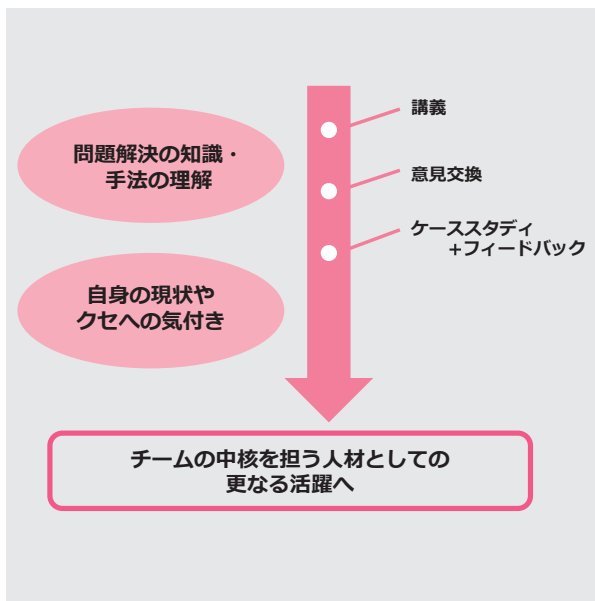 講義
問題解決の知識・
手法の理解
意見交換
ケーススタディ
+フィードバック
自身の現状や
クセへの気付き
チームの中核を担う人材としての
更なる活躍へ